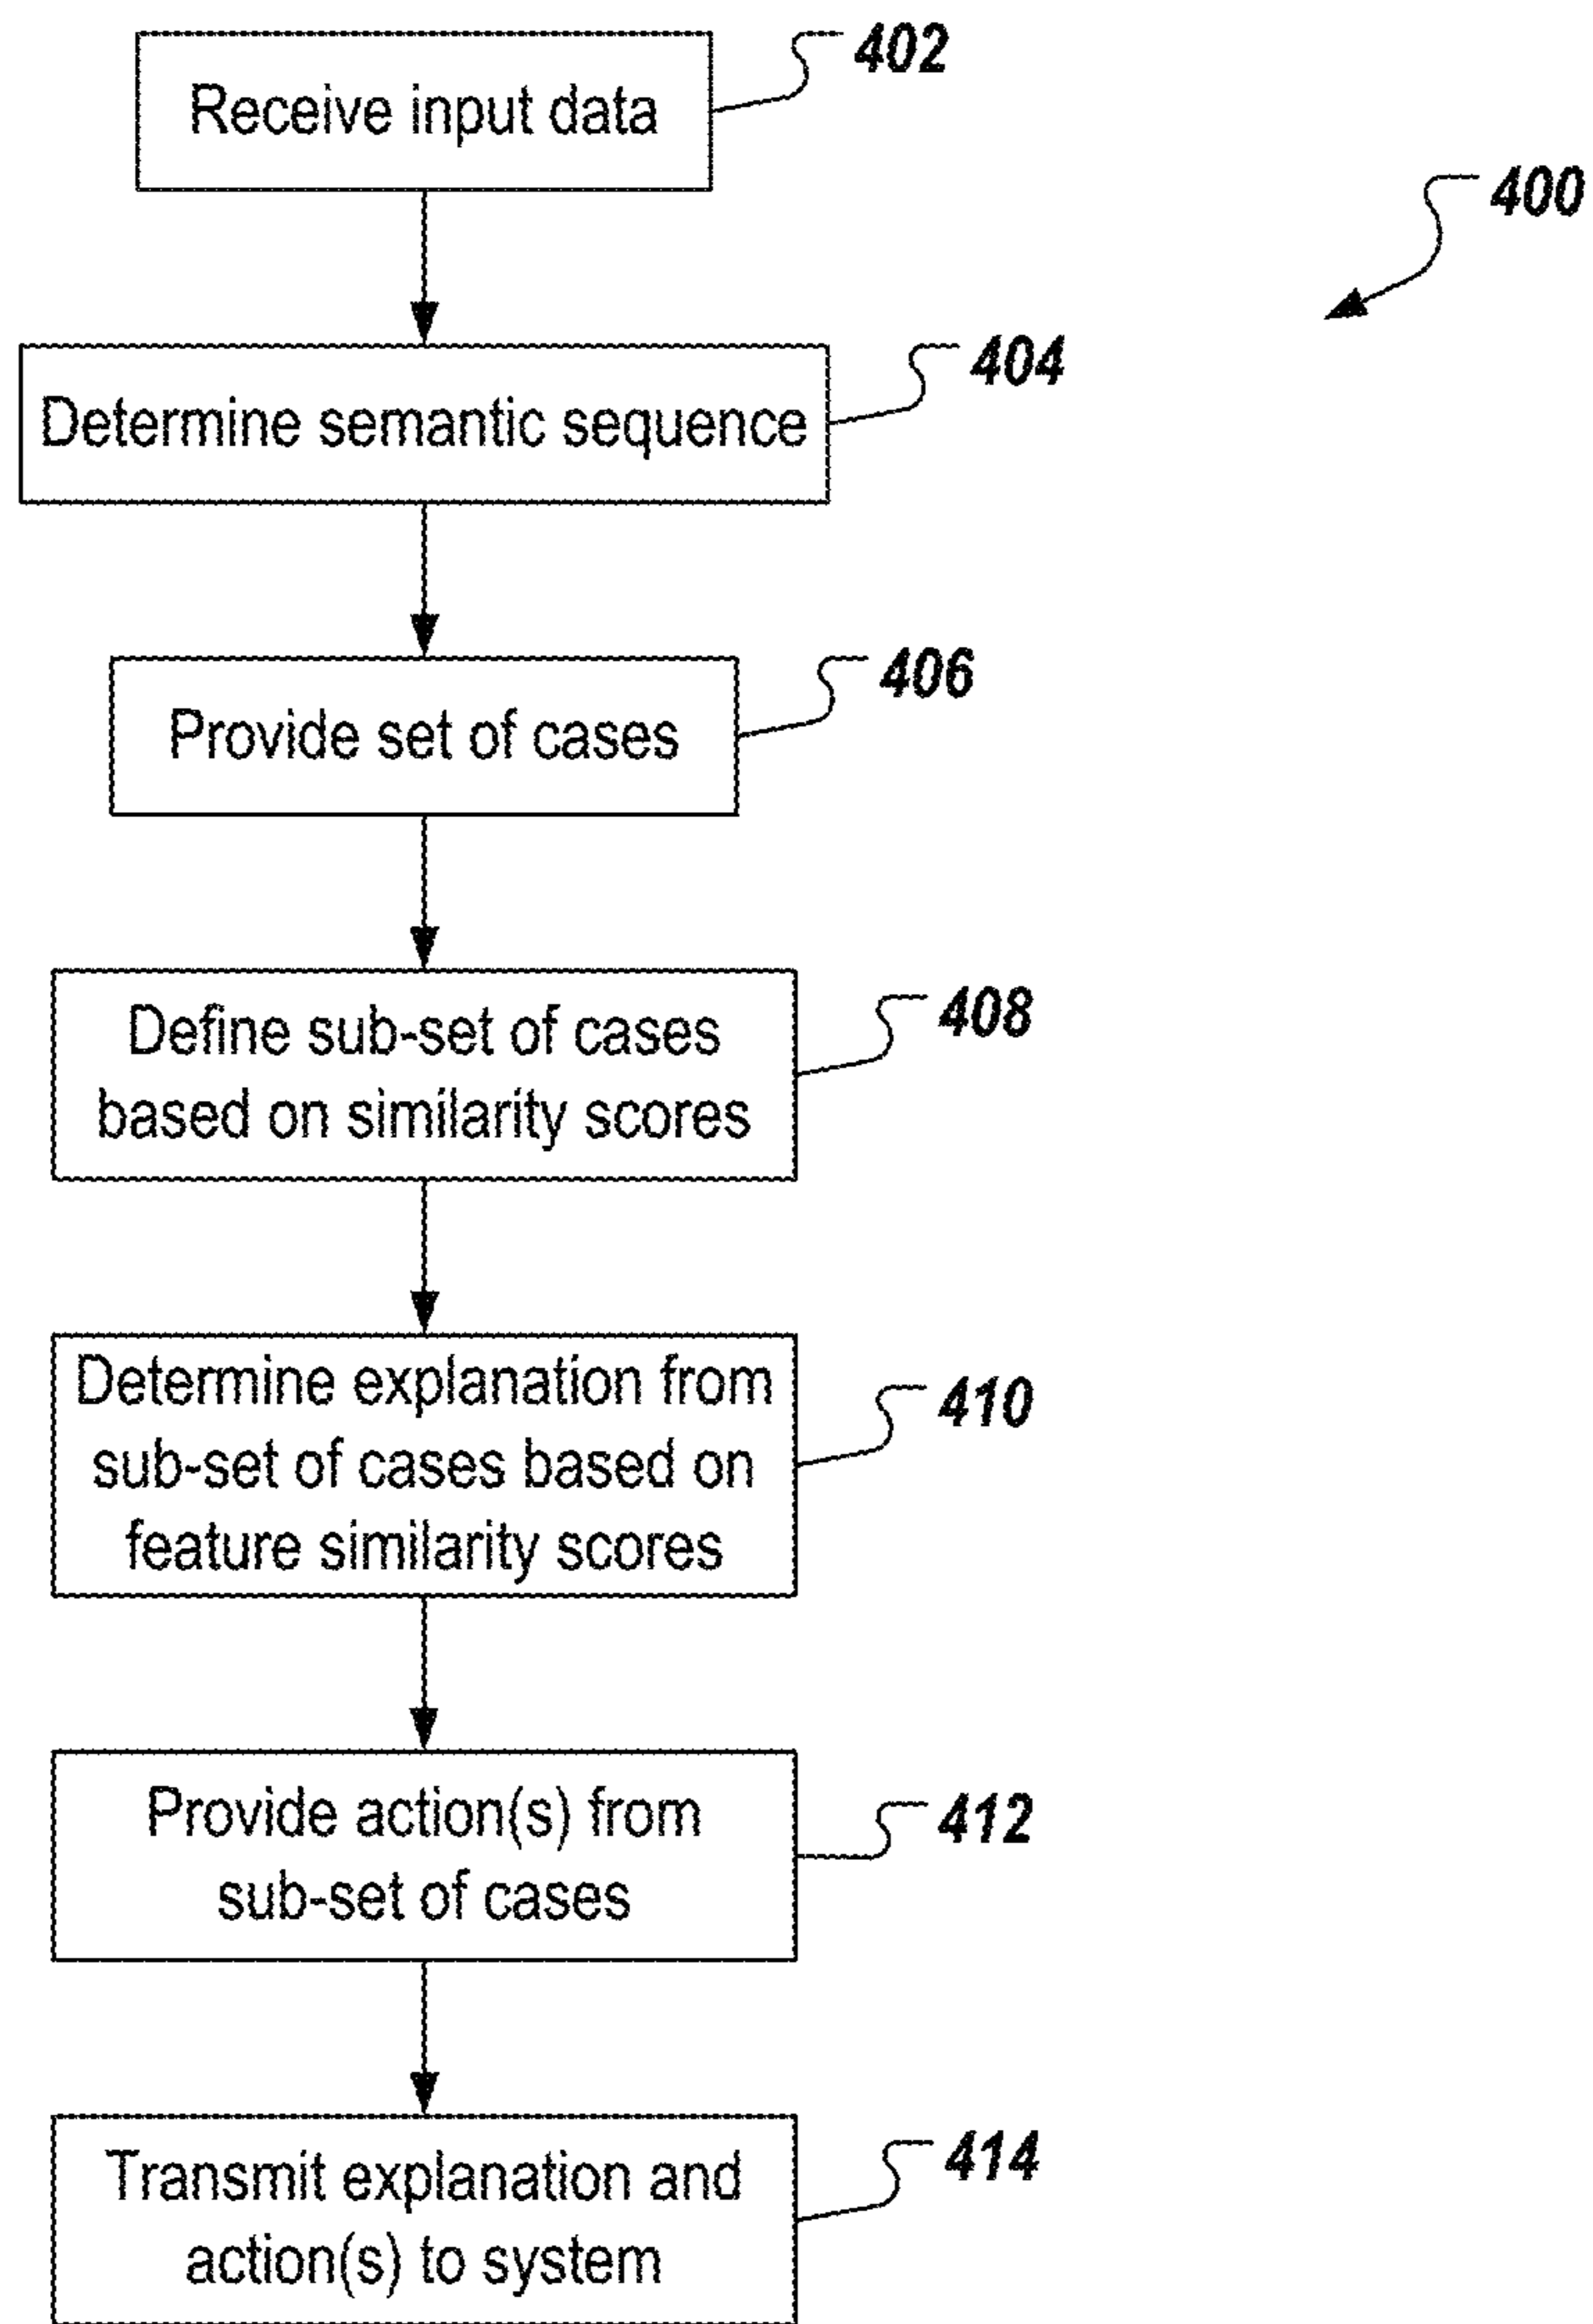 Receive input data
402
400
Determine semantic sequence
404
Provide set of cases
406
Define sub-set of cases
based on similarity scores
408
Determine explanation from
sub-set of cases based on
feature similarity scores
410
Provide action(s) from
sub-set of cases
412
Transmit explanation and
action(s) to system
414